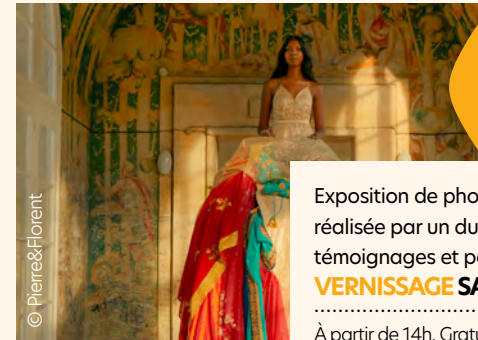 © Pierre&Florent
Exposition de pho
réalisée par un du
témoignages et p
VERNISSAGE SA
À partir de 14h. Gratu